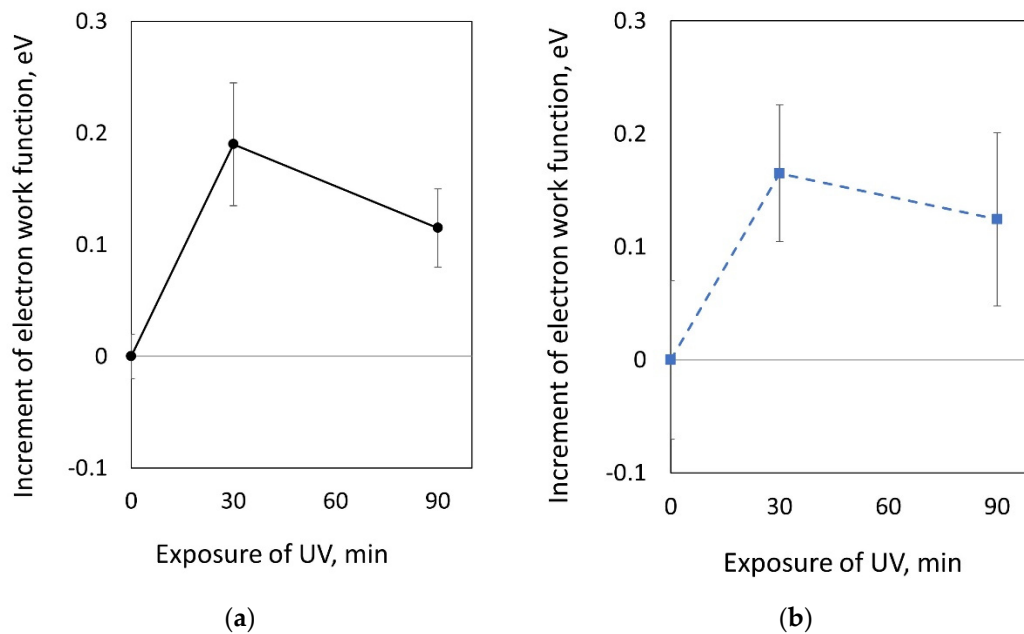 Increment of electron work function, eV
0.3
0.2
0.1
0
-0.1
0 30 60 90
Exposure of UV, min
(a)
Increment of electron work function, eV
0.3
0.2
0.1
0
-0.1
0 30 60 90
Exposure of UV, min
(b)